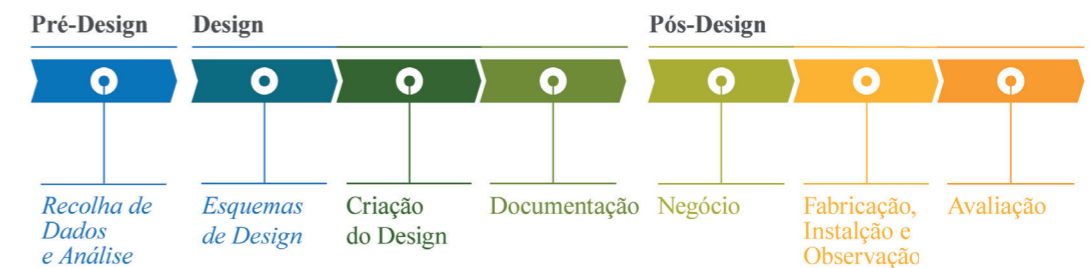 Pré-Design
Design
Pós-Design
Recolha de
Dados
e Análise
Esquemas
de Design
Criação
do Design
Documentação
Negócio
Fabricação,
Instalção e
Observação
Avaliação